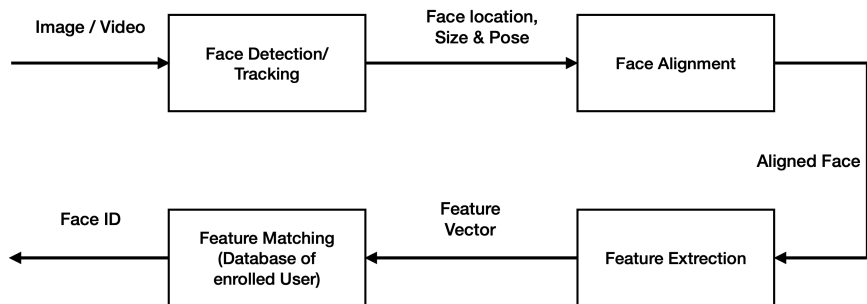 Image / Video
Face Detection/
Tracking
Face location,
Size & Pose
Face Alignment
Aligned Face
Feature Extrection
Feature
Vector
Feature Matching
(Database of
enrolled User)
Face ID